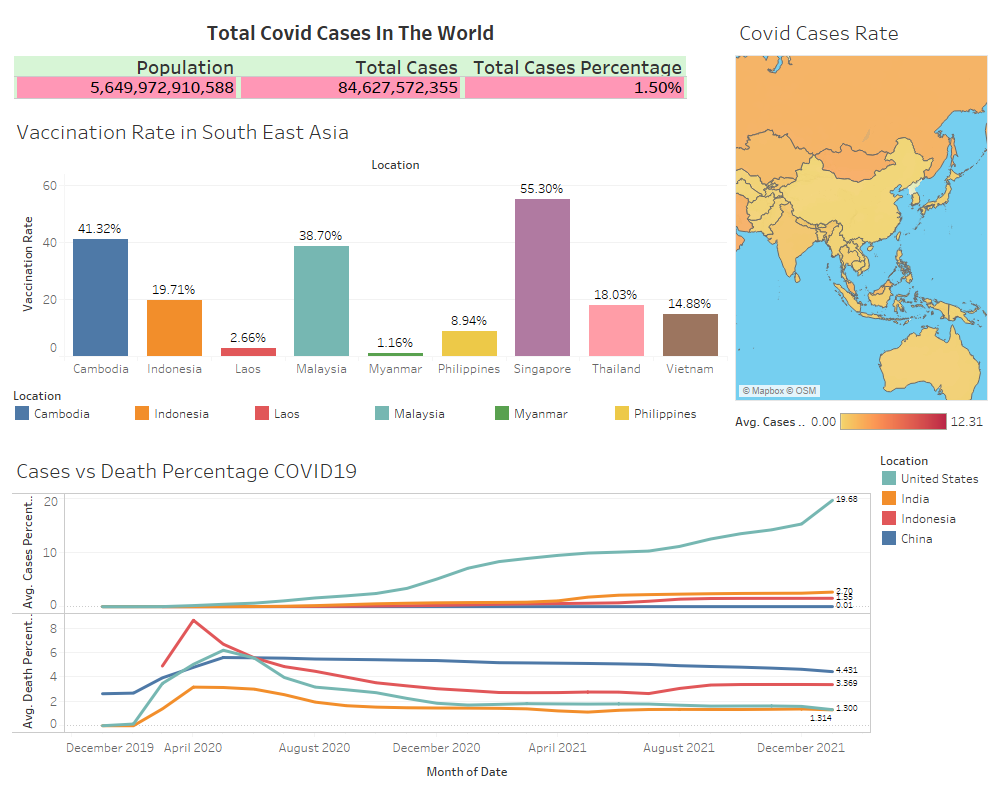 Total Covid Cases In The World
Population Total Cases Total Cases Percentage
5,649,972,910,588 84,627,572,355 1.50%
Covid Cases Rate
© Mapbox © OSM
Avg. Cases .. 0.00 12.31
Vaccination Rate in South East Asia
Location
Vaccination Rate
60
40
20
0
41.32%
19.71%
2.66%
38.70%
1.16%
8.94%
55.30%
18.03%
14.88%
Cambodia Indonesia Laos Malaysia Myanmar Philippines Singapore Thailand Vietnam
Location
Cambodia Indonesia Laos Malaysia Myanmar Philippines
Cases vs Death Percentage COVID19
Avg. Cases Percent..
20
10
0
19.68
2.70
1.55
0.01
Avg. Death Percent..
8
6
4
2
0
4.431
3.369
1.300
1.314
December 2019 April 2020 August 2020 December 2020 April 2021 August 2021 December 2021
Month of Date
Location
United States
India
Indonesia
China